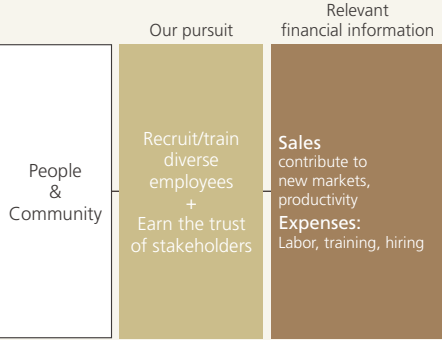 Our pursuit
Relevant
financial information
People
&
Community
Recruit/train
diverse
employees
+
Earn the trust
of stakeholders
Sales
contribute to
new markets,
productivity
Expenses:
Labor, training, hiring